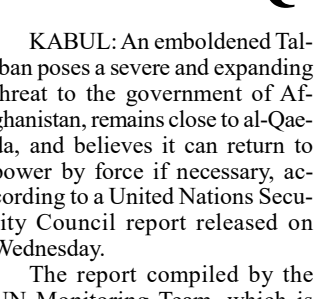 KABUL: An emboldened Tal-
ban poses a severe and expanding
hreat to the government of Af-
ghanistan, remains close to al-Qae-
da, and believes it can return to
power by force if necessary, ac-
cording to a United Nations Secu-
ity Council report released on
Wednesday.
The report compiled by the
UN Monitoring Team, which is